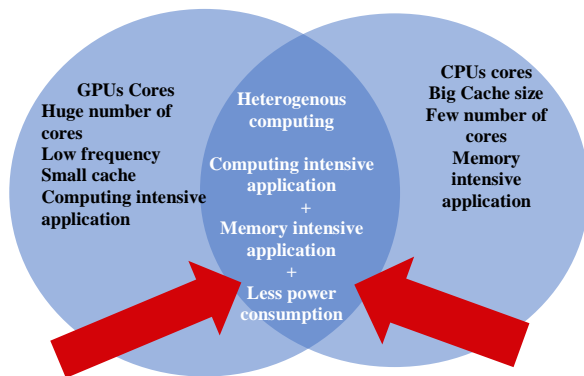 GPUs Cores
Huge number of
cores
Low frequency
Small cache
Computing intensive
application
Heterogenous
computing
Computing intensive
application
+
Memory intensive
application
+
Less power
consumption
CPUs cores
Big Cache size
Few number of
cores
Memory
intensive
application